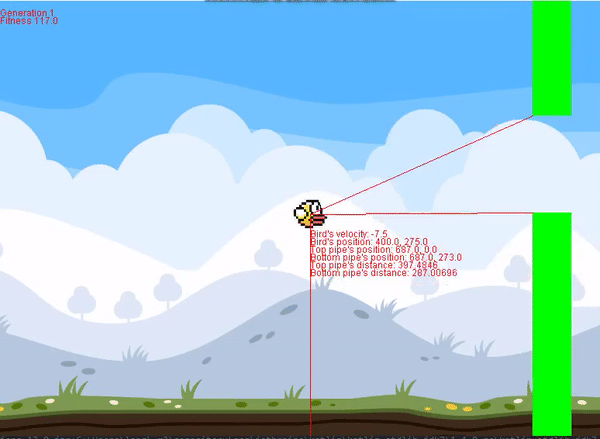 Generation 1
Fitness 117.0
Bird's velocity: -7.5
Bird's position: 400.0, 275.0
Top pipe's position: 687.0, 0.0
Bottom pipe's position: 687.0, 273.0
Top pipe's distance: 397.4846
Bottom pipe's distance: 287.00696